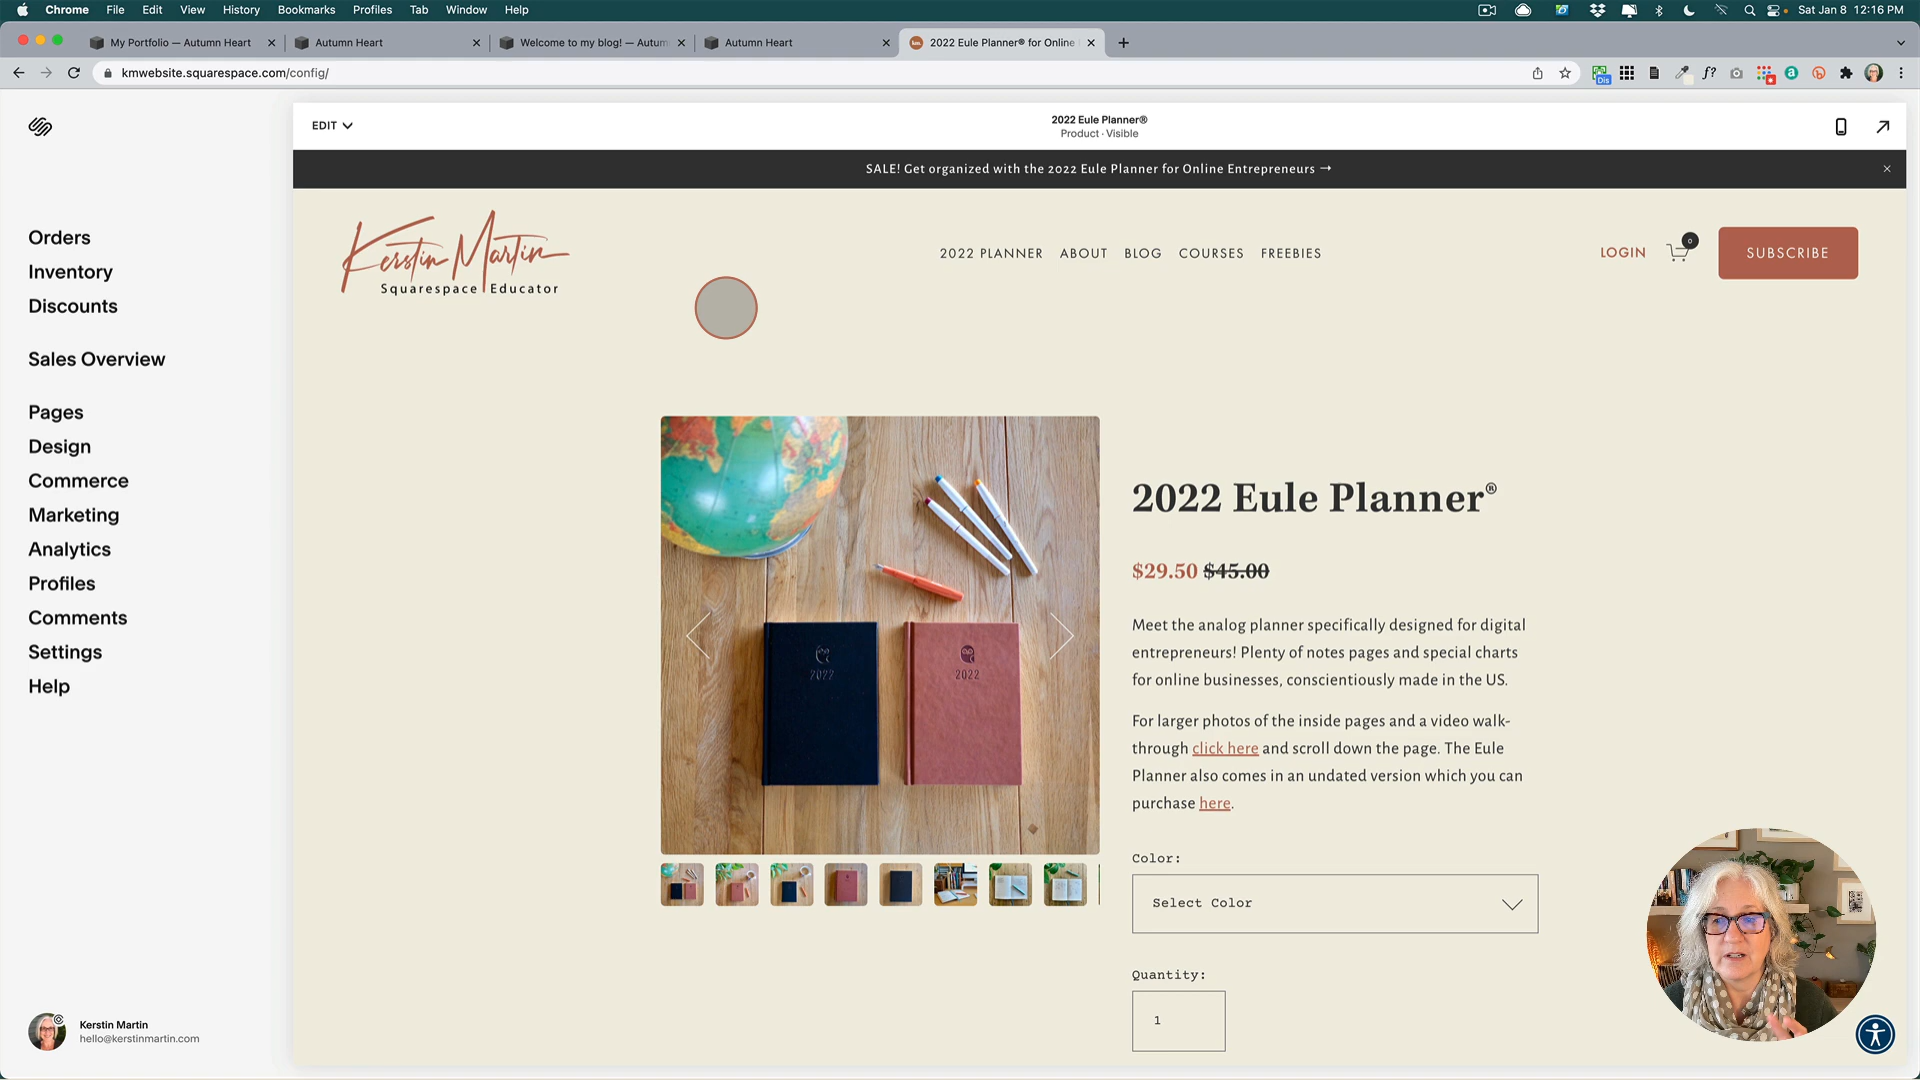 Chrome File Edit View History Bookmarks Profiles Tab Window Help
Sat Jan 8 12:16 PM
My Portfolio — Autumn Heart
Autumn Heart
Welcome to my blog! — Autum
Autumn Heart
2022 Eule Planner® for Online
kmwebsite.squarespace.com/config/
Dis
f?
a
EDIT
2022 Eule Planner®
Product · Visible
SALE! Get organized with the 2022 Eule Planner for Online Entrepreneurs →
Orders
Inventory
Discounts
Sales Overview
Pages
Design
Commerce
Marketing
Analytics
Profiles
Comments
Settings
Help
Kerstin Martin
hello@kerstinmartin.com
Kerstin Martin
Squarespace Educator
2022 PLANNER ABOUT BLOG COURSES FREEBIES
LOGIN
0
SUBSCRIBE
2022
2022
2022 Eule Planner®
$29.50 $45.00
Meet the analog planner specifically designed for digital
entrepreneurs! Plenty of notes pages and special charts
for online businesses, conscientiously made in the US.
For larger photos of the inside pages and a video walk-
through click here and scroll down the page. The Eule
Planner also comes in an undated version which you can
purchase here.
Color:
Select Color
Quantity:
1